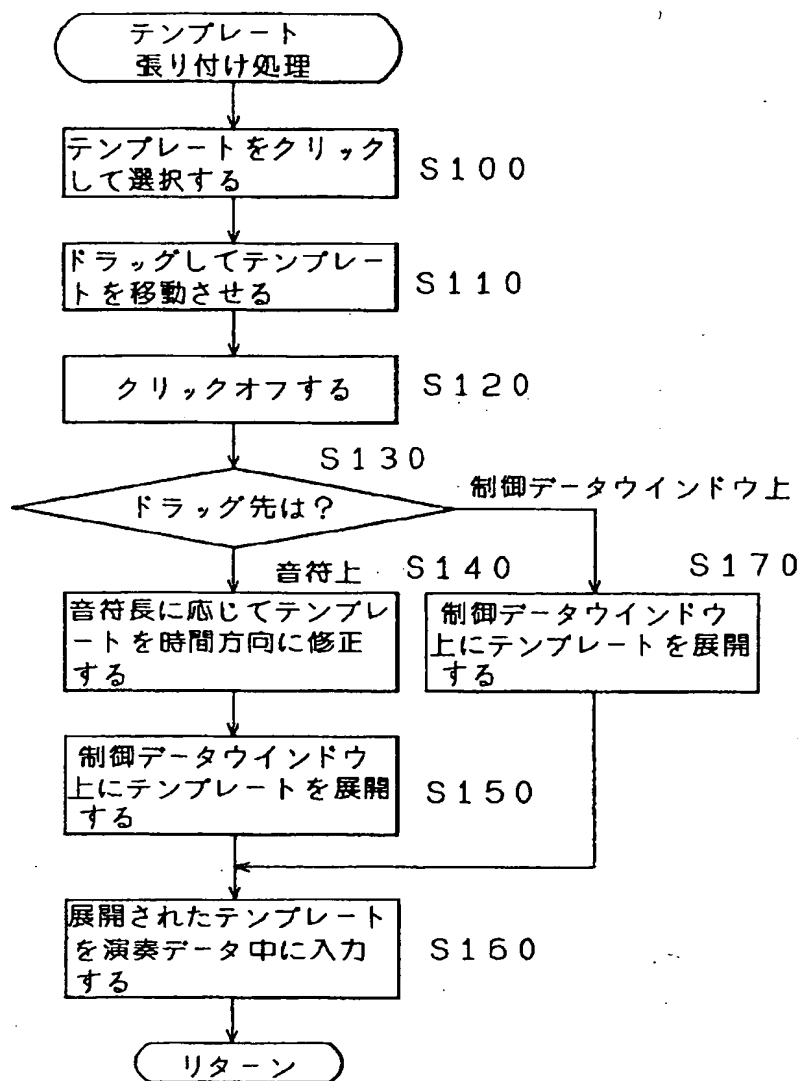 テンプレート
張り付け処理
テンプレートをクリック
して選択する
S100
ドラッグしてテンプレー
トを移動させる
S110
クリックオフする
S120
S130
ドラッグ先は?
制御データウインドウ上
音符上
S140
S170
音符長に応じてテンプレ
ートを時間方向に修正
する
制御データウインドウ
上にテンプレートを展開
する
制御データウインドウ
上にテンプレートを展開
する
S150
展開されたテンプレート
を演奏データ中に入力
する
S160
リターン